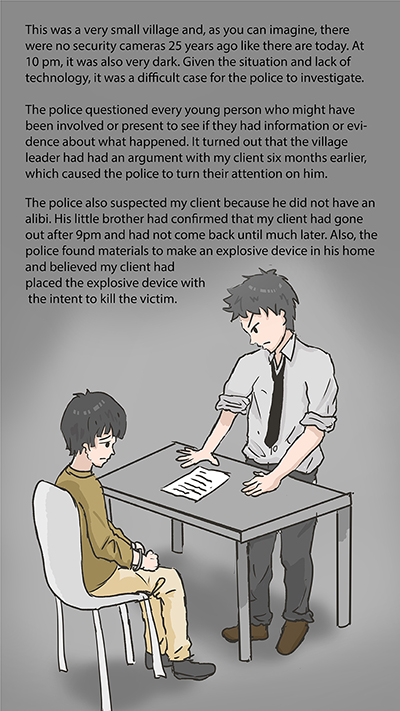 This was a very small village and, as you can imagine, there
were no security cameras 25 years ago like there are today. At
10 pm, it was also very dark. Given the situation and lack of
technology, it was a difficult case for the police to investigate.
The police questioned every young person who might have
been involved or present to see if they had information or evi-
dence about what happened. It turned out that the village
leader had had an argument with my client six months earlier,
which caused the police to turn their attention on him.
The police also suspected my client because he did not have an
alibi. His little brother had confirmed that my client had gone
out after 9pm and had not come back until much later. Also, the
police found materials to make an explosive device in his home
and believed my client had
placed the explosive device with
the intent to kill the victim.